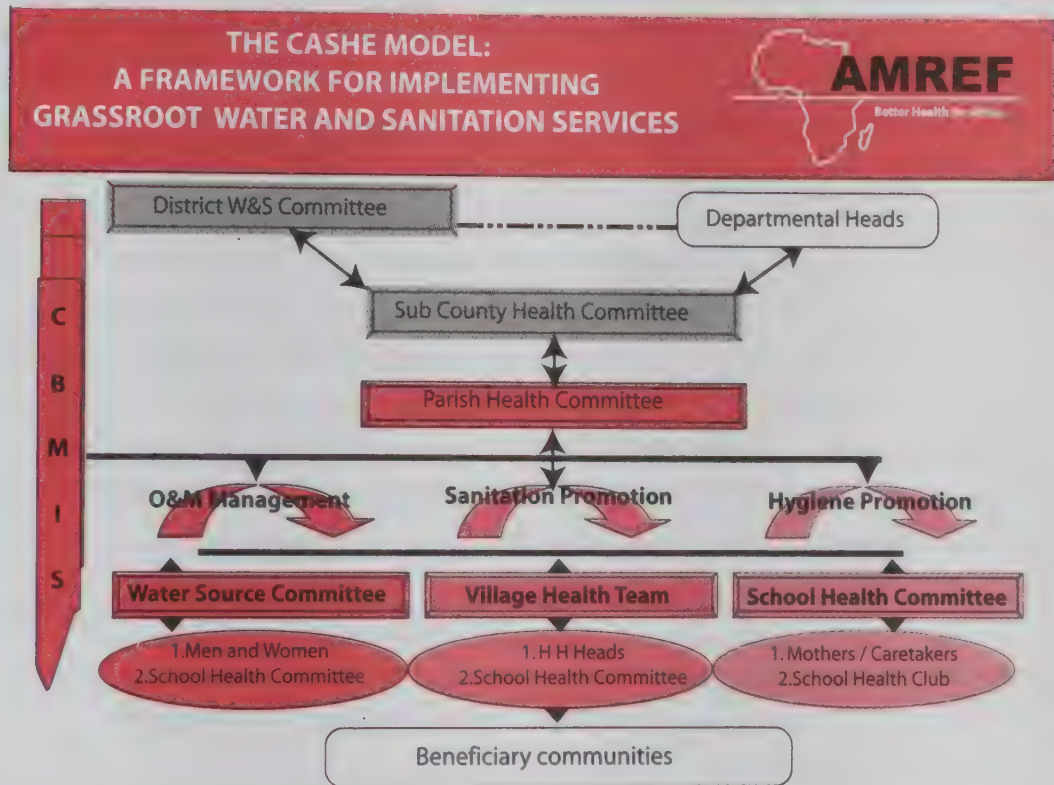 THE CASHE MODEL:
A FRAMEWORK FOR IMPLEMENTING
GRASSROOT WATER AND SANITATION SERVICES
AMREF
Better Health
District W&S Committee
Departmental Heads
Sub County Health Committee
Parish Health Committee
C
B
M
I
S
O&M Management
Sanitation Promotion
Hygiene Promotion
Water Source Committee
Village Health Team
School Health Committee
1.Men and Women
2.School Health Committee
1. H H Heads
2.School Health Committee
1. Mothers / Caretakers
2.School Health Club
Beneficiary communities